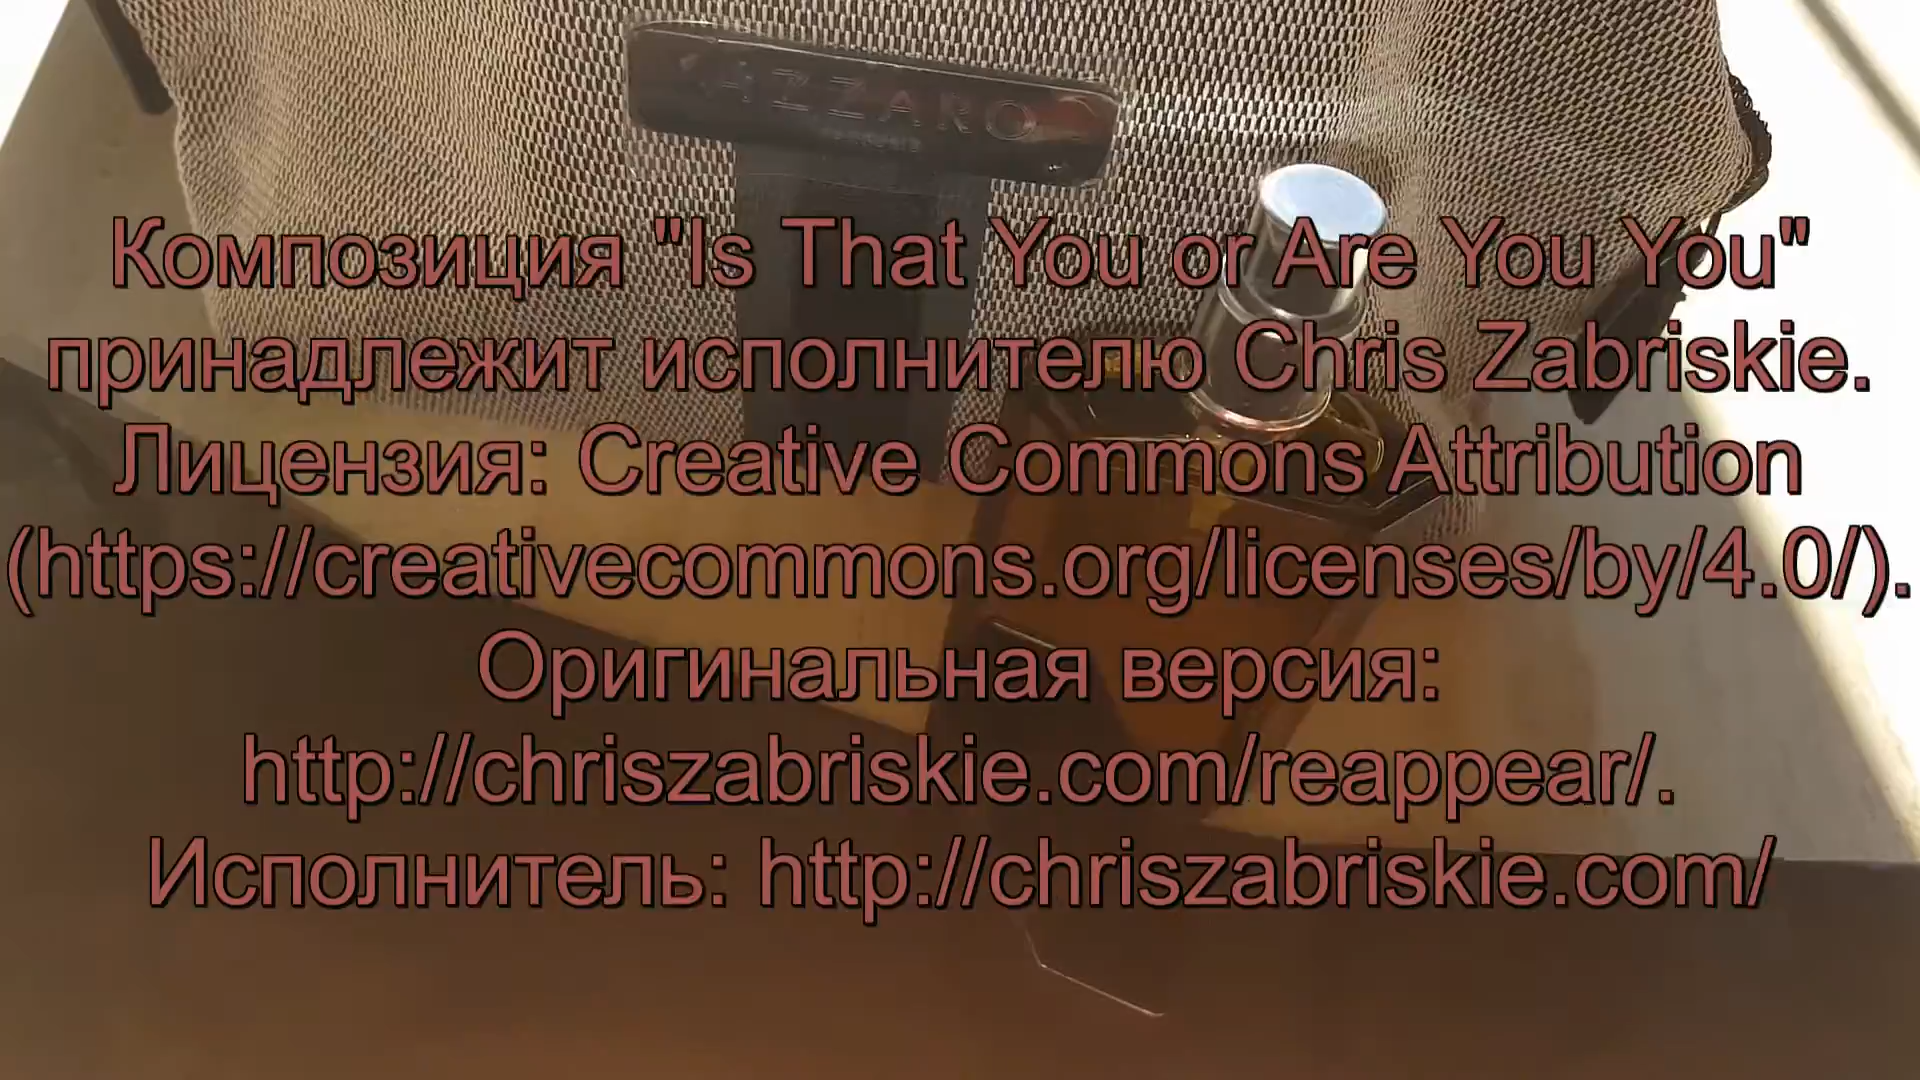 AZZARO
Композиция "Is That You or Are You You"
принадлежит исполнителю Chris Zabriskie.
Лицензия: Creative Commons Attribution
(https://creativecommons.org/licenses/by/4.0/).
Оригинальная версия:
http://chriszabriskie.com/reappear/.
Исполнитель: http://chriszabriskie.com/